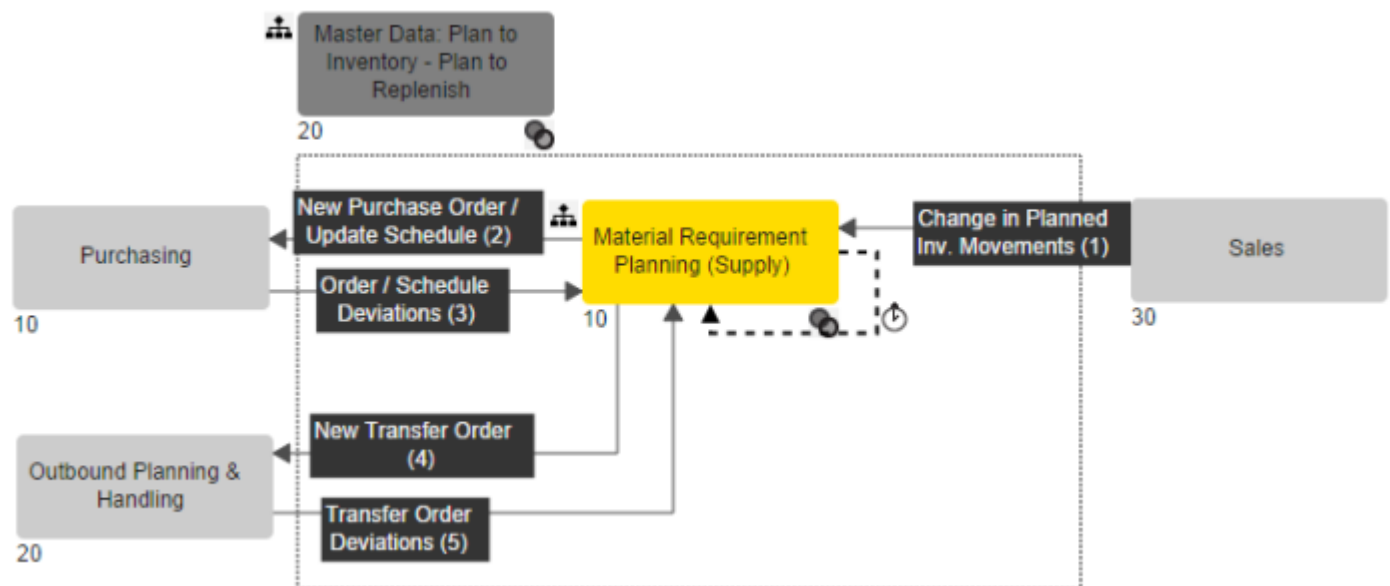 Master Data: Plan to
Inventory - Plan to
Replenish
20
New Purchase Order /
Update Schedule (2)
Material Requirement
Planning (Supply)
10
Change in Planned
Inv. Movements (1)
Sales
30
Purchasing
10
Order / Schedule
Deviations (3)
New Transfer Order
(4)
Outbound Planning &
Handling
20
Transfer Order
Deviations (5)